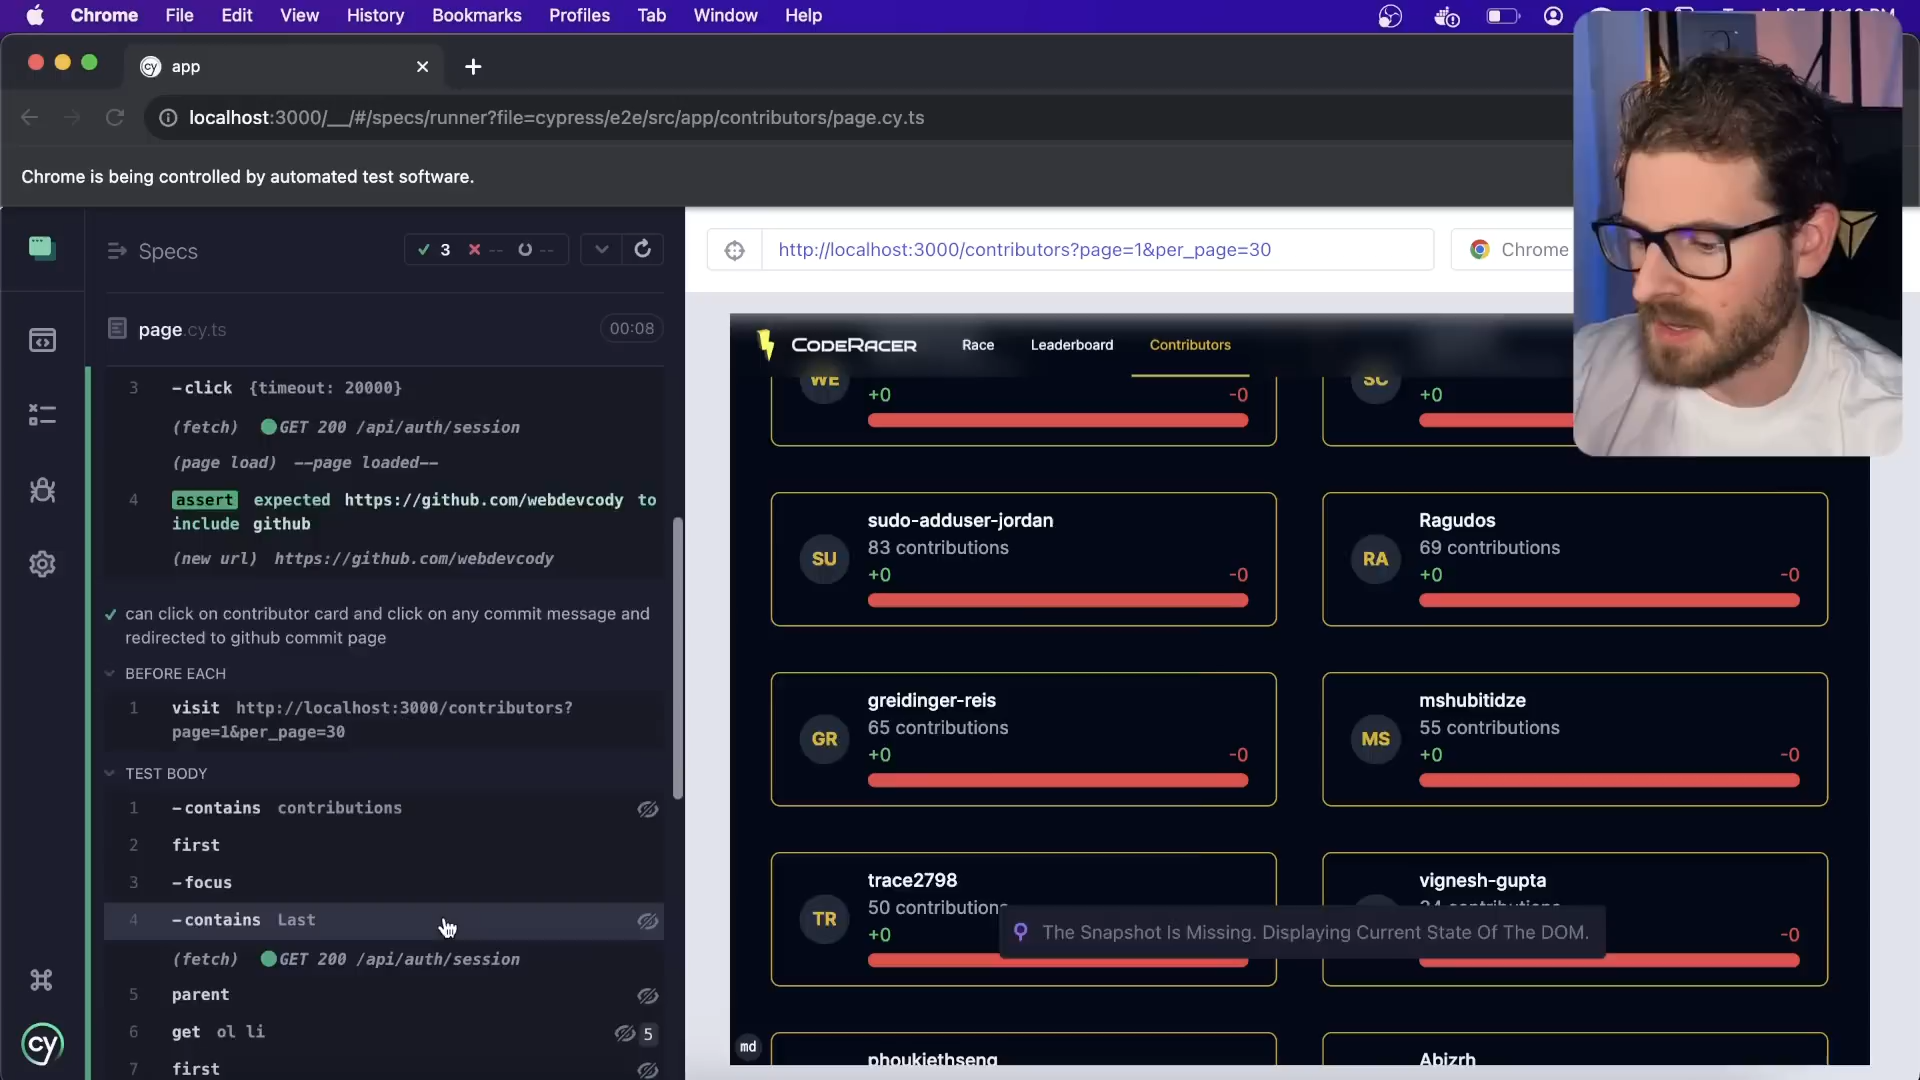 Chrome File Edit View History Bookmarks Profiles Tab Window Help
app
localhost:3000/__/#/specs/runner?file=cypress/e2e/src/app/contributors/page.cy.ts
Chrome is being controlled by automated test software.
Specs
3 -- --
page.cy.ts
00:08
3 -click {timeout: 20000}
(fetch) GET 200 /api/auth/session
(page load) --page loaded--
4 assert expected https://github.com/webdevcody to
include github
(new url) https://github.com/webdevcody
can click on contributor card and click on any commit message and
redirected to github commit page
BEFORE EACH
1 visit http://localhost:3000/contributors?
page=1&per_page=30
TEST BODY
1 -contains contributions
2 first
3 -focus
4 -contains Last
(fetch) GET 200 /api/auth/session
5 parent
6 get ol li 5
7 first
cy
http://localhost:3000/contributors?page=1&per_page=30
Chrome
CODERACER Race Leaderboard Contributors
WE
+0 -0
SC
+0
SU
sudo-adduser-jordan
83 contributions
+0 -0
RA
Ragudos
69 contributions
+0 -0
GR
greidinger-reis
65 contributions
+0 -0
MS
mshubitidze
55 contributions
+0 -0
TR
trace2798
50 contributions
+0
vignesh-gupta
-0
The Snapshot Is Missing. Displaying Current State Of The DOM.
md
phoukiethseng
Abizrh